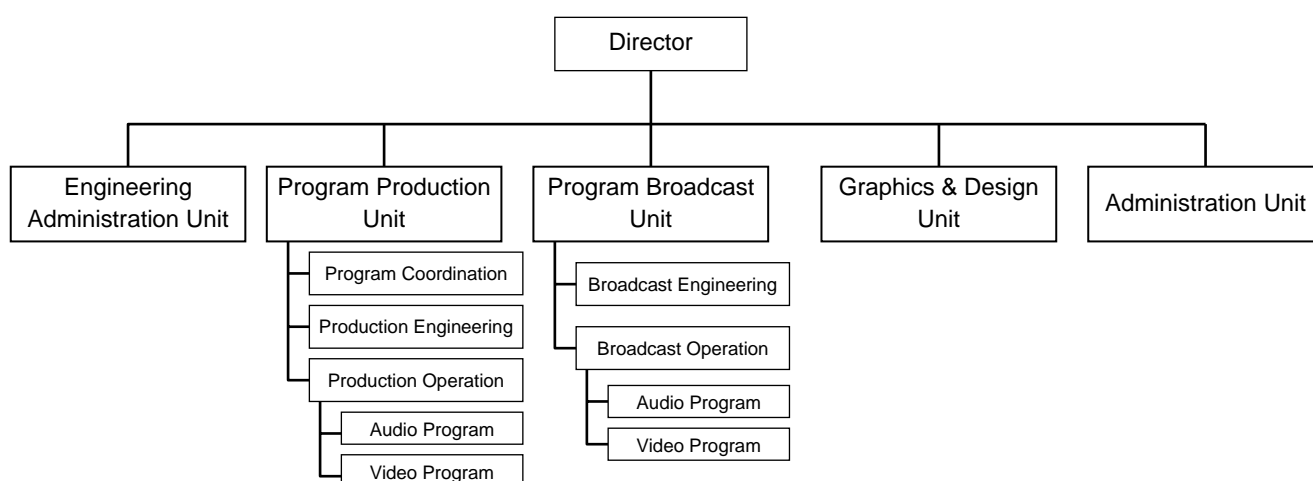 Director
Engineering
Administration Unit
Program Production
Unit
Program Broadcast
Unit
Graphics & Design
Unit
Administration Unit
Program Coordination
Production Engineering
Production Operation
Audio Program
Video Program
Broadcast Engineering
Broadcast Operation
Audio Program
Video Program